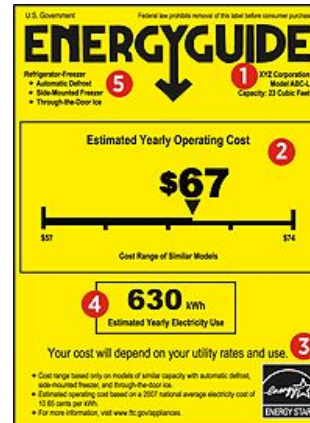 U.S. Government Federal law prohibits removal of this label before consumer purchase
ENERGYGUIDE
Refrigerator-Freezer
• Automatic Defrost
• Side-Mounted Freezer
• Through-the-Door Ice
5
1
XYZ Corporation
Model ABC-L
Capacity: 23 Cubic Feet
Estimated Yearly Operating Cost
2
$67
$57 $74
Cost Range of Similar Models
4
630 kWh
Estimated Yearly Electricity Use
3
Your cost will depend on your utility rates and use.
• Cost range based only on models of similar capacity with automatic defrost,
side-mounted freezer, and through-the-door ice.
• Estimated operating cost based on a 2007 national average electricity cost of
10.65 cents per kWh.
• For more information, visit www.ftc.gov/appliances.
energy
ENERGY STAR